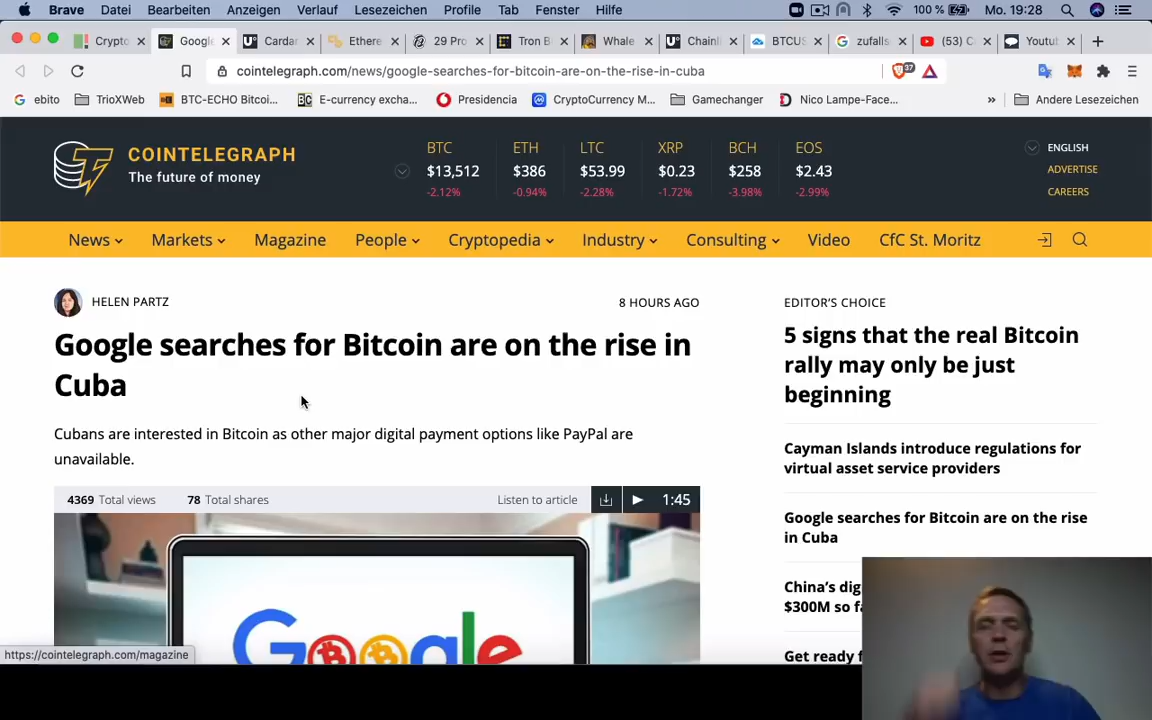 Brave Datei Bearbeiten Anzeigen Verlauf Lesezeichen Profile Tab Fenster Hilfe 100 % Mo. 19:28
Crypto Google Cardan Ethere 29 Pro Tron B Whale Chainli BTCUS zufalls (53) C Youtub
cointelegraph.com/news/google-searches-for-bitcoin-are-on-the-rise-in-cuba 37
ebito TrioXWeb BTC-ECHO Bitcoi... E-currency excha... Presidencia CryptoCurrency M... Gamechanger Nico Lampe-Face... » Andere Lesezeichen
COINTELEGRAPH
The future of money
BTC ETH LTC XRP BCH EOS
$13,512 $386 $53.99 $0.23 $258 $2.43
-2.12% -0.94% -2.28% -1.72% -3.98% -2.99%
ENGLISH
ADVERTISE
CAREERS
News Markets Magazine People Cryptopedia Industry Consulting Video CfC St. Moritz
HELEN PARTZ 8 HOURS AGO
Google searches for Bitcoin are on the rise in
Cuba
Cubans are interested in Bitcoin as other major digital payment options like PayPal are
unavailable.
4369 Total views 78 Total shares Listen to article 1:45
Google
EDITOR'S CHOICE
5 signs that the real Bitcoin
rally may only be just
beginning
Cayman Islands introduce regulations for
virtual asset service providers
Google searches for Bitcoin are on the rise
in Cuba
China's dig
$300M so fa
Get ready f
https://cointelegraph.com/magazine